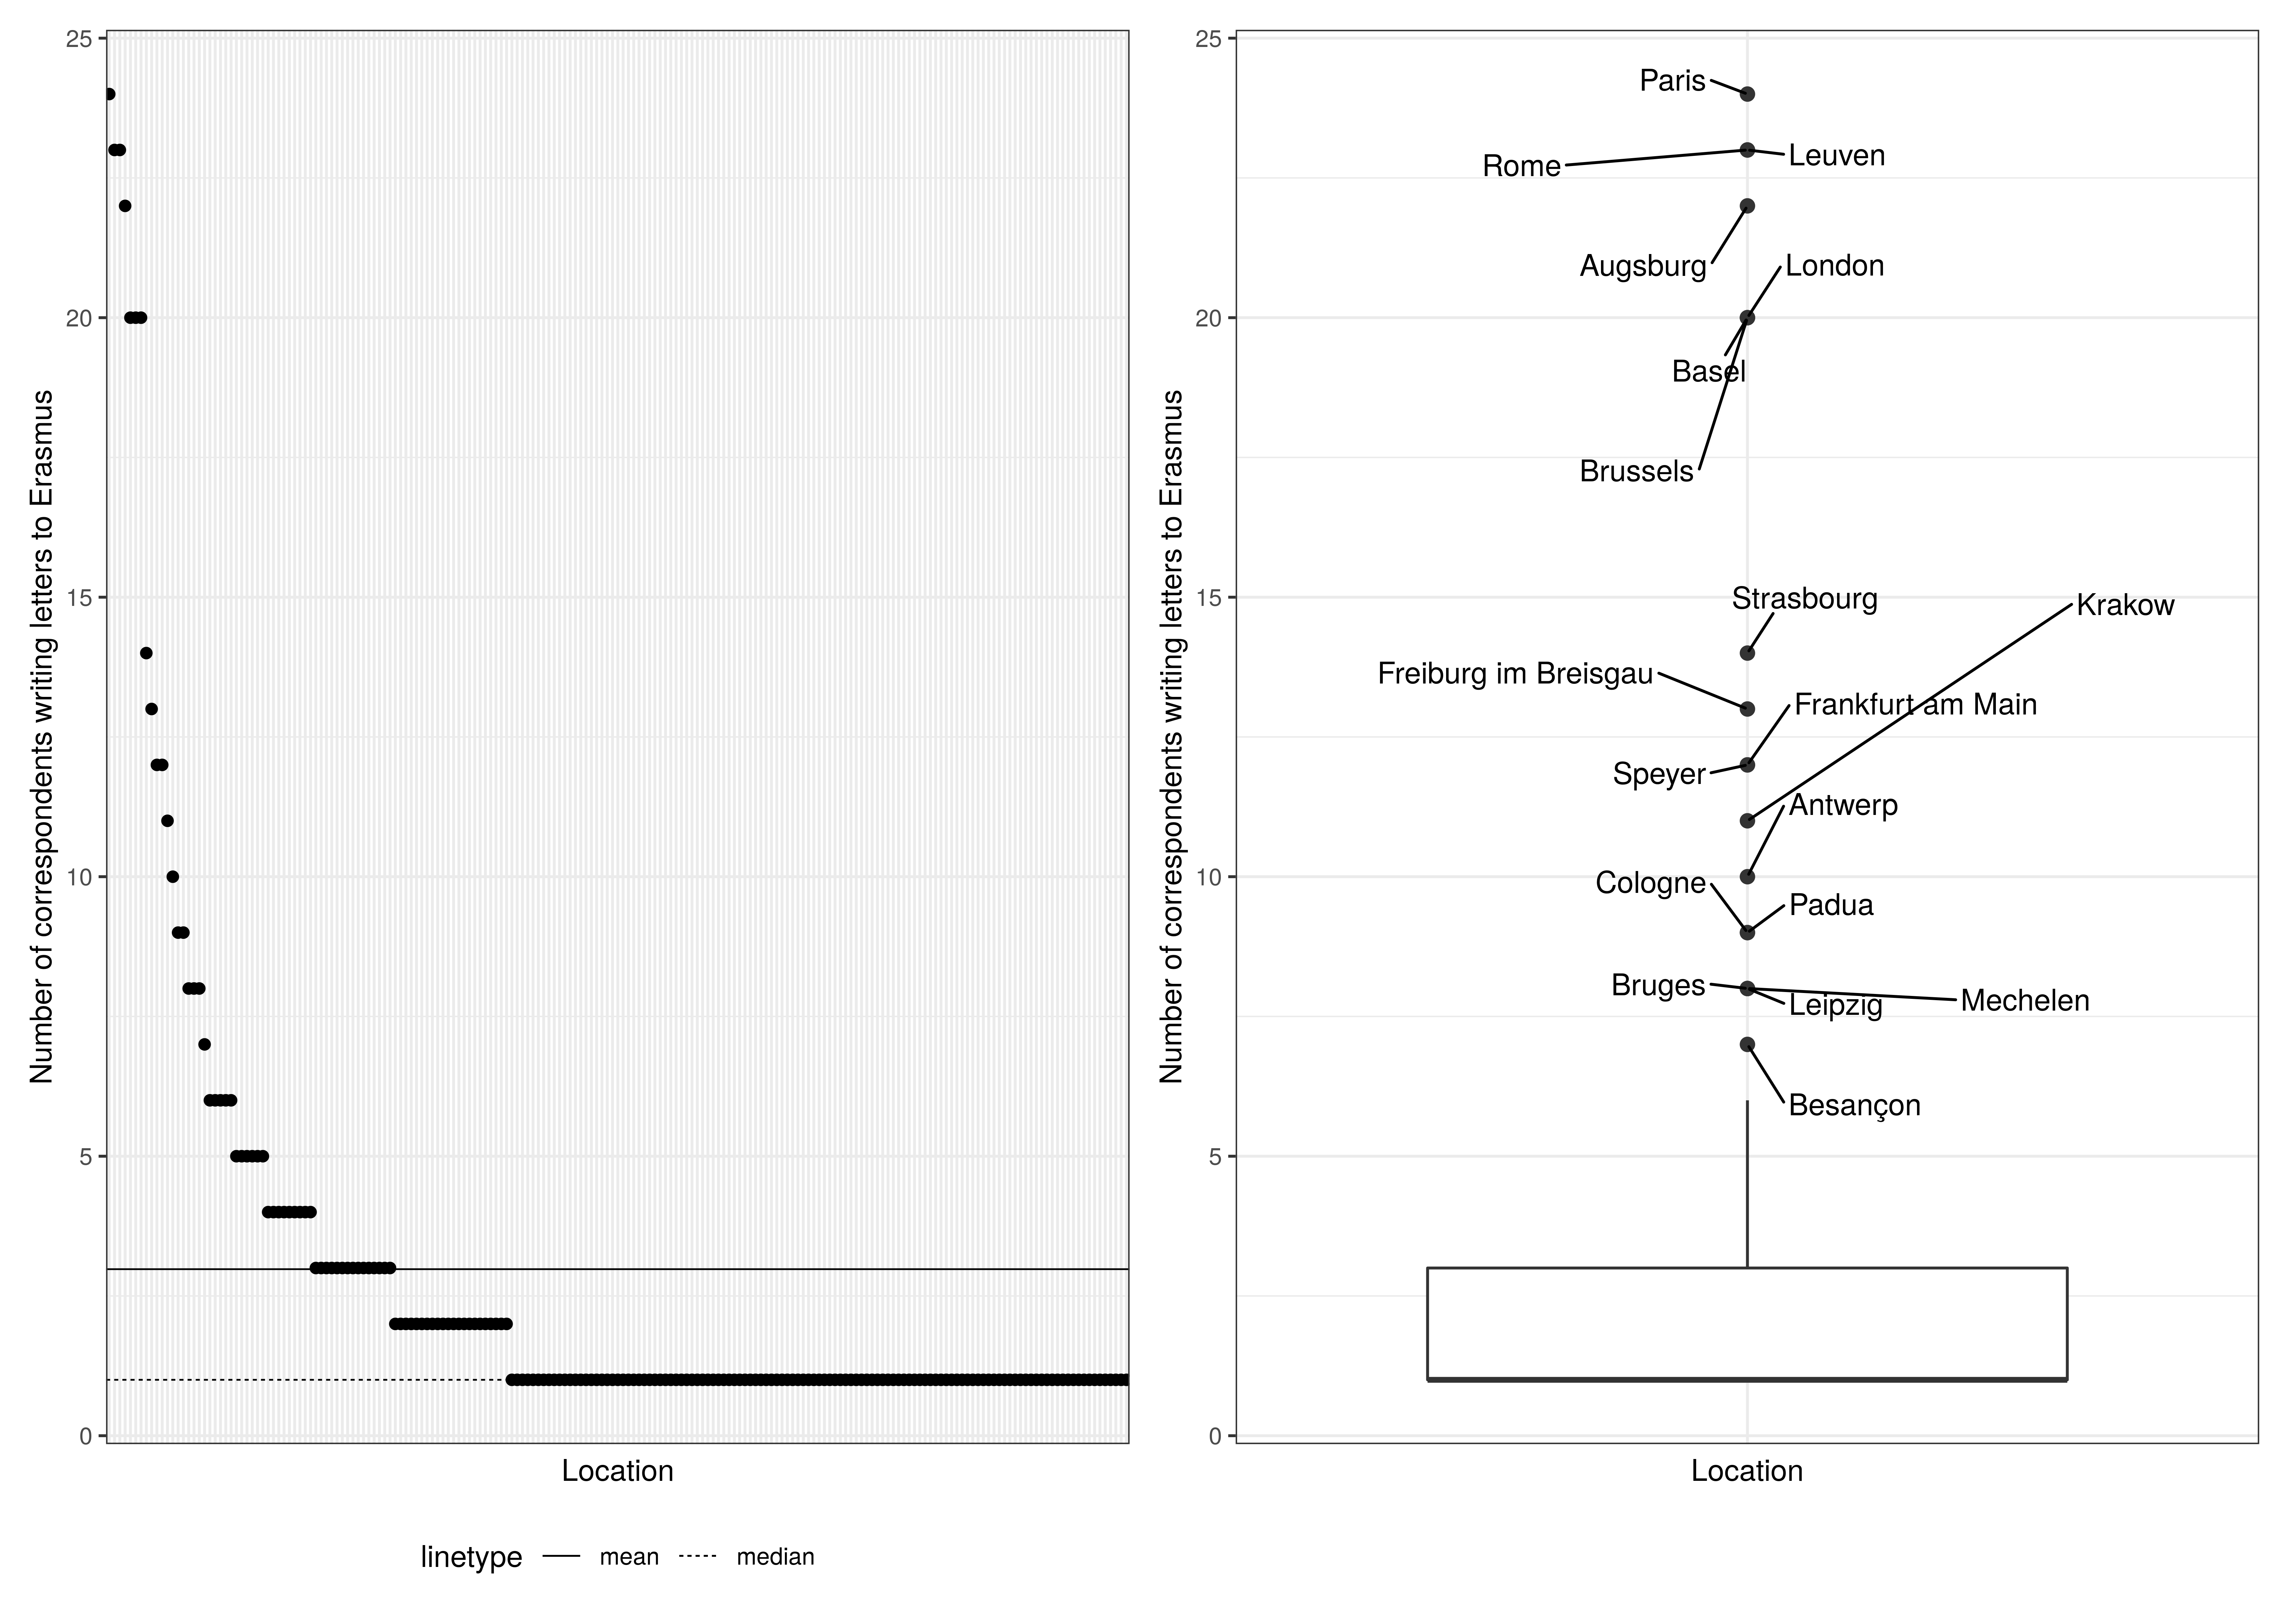 Number of correspondents writing letters to Erasmus
25
20
15
10
5
0
Location
linetype mean median
Number of correspondents writing letters to Erasmus
25
20
15
10
5
0
Paris
Rome
Leuven
Augsburg
London
Basel
Brussels
Strasbourg
Krakow
Freiburg im Breisgau
Frankfurt am Main
Speyer
Antwerp
Cologne
Padua
Bruges
Leipzig
Mechelen
Besançon
Location